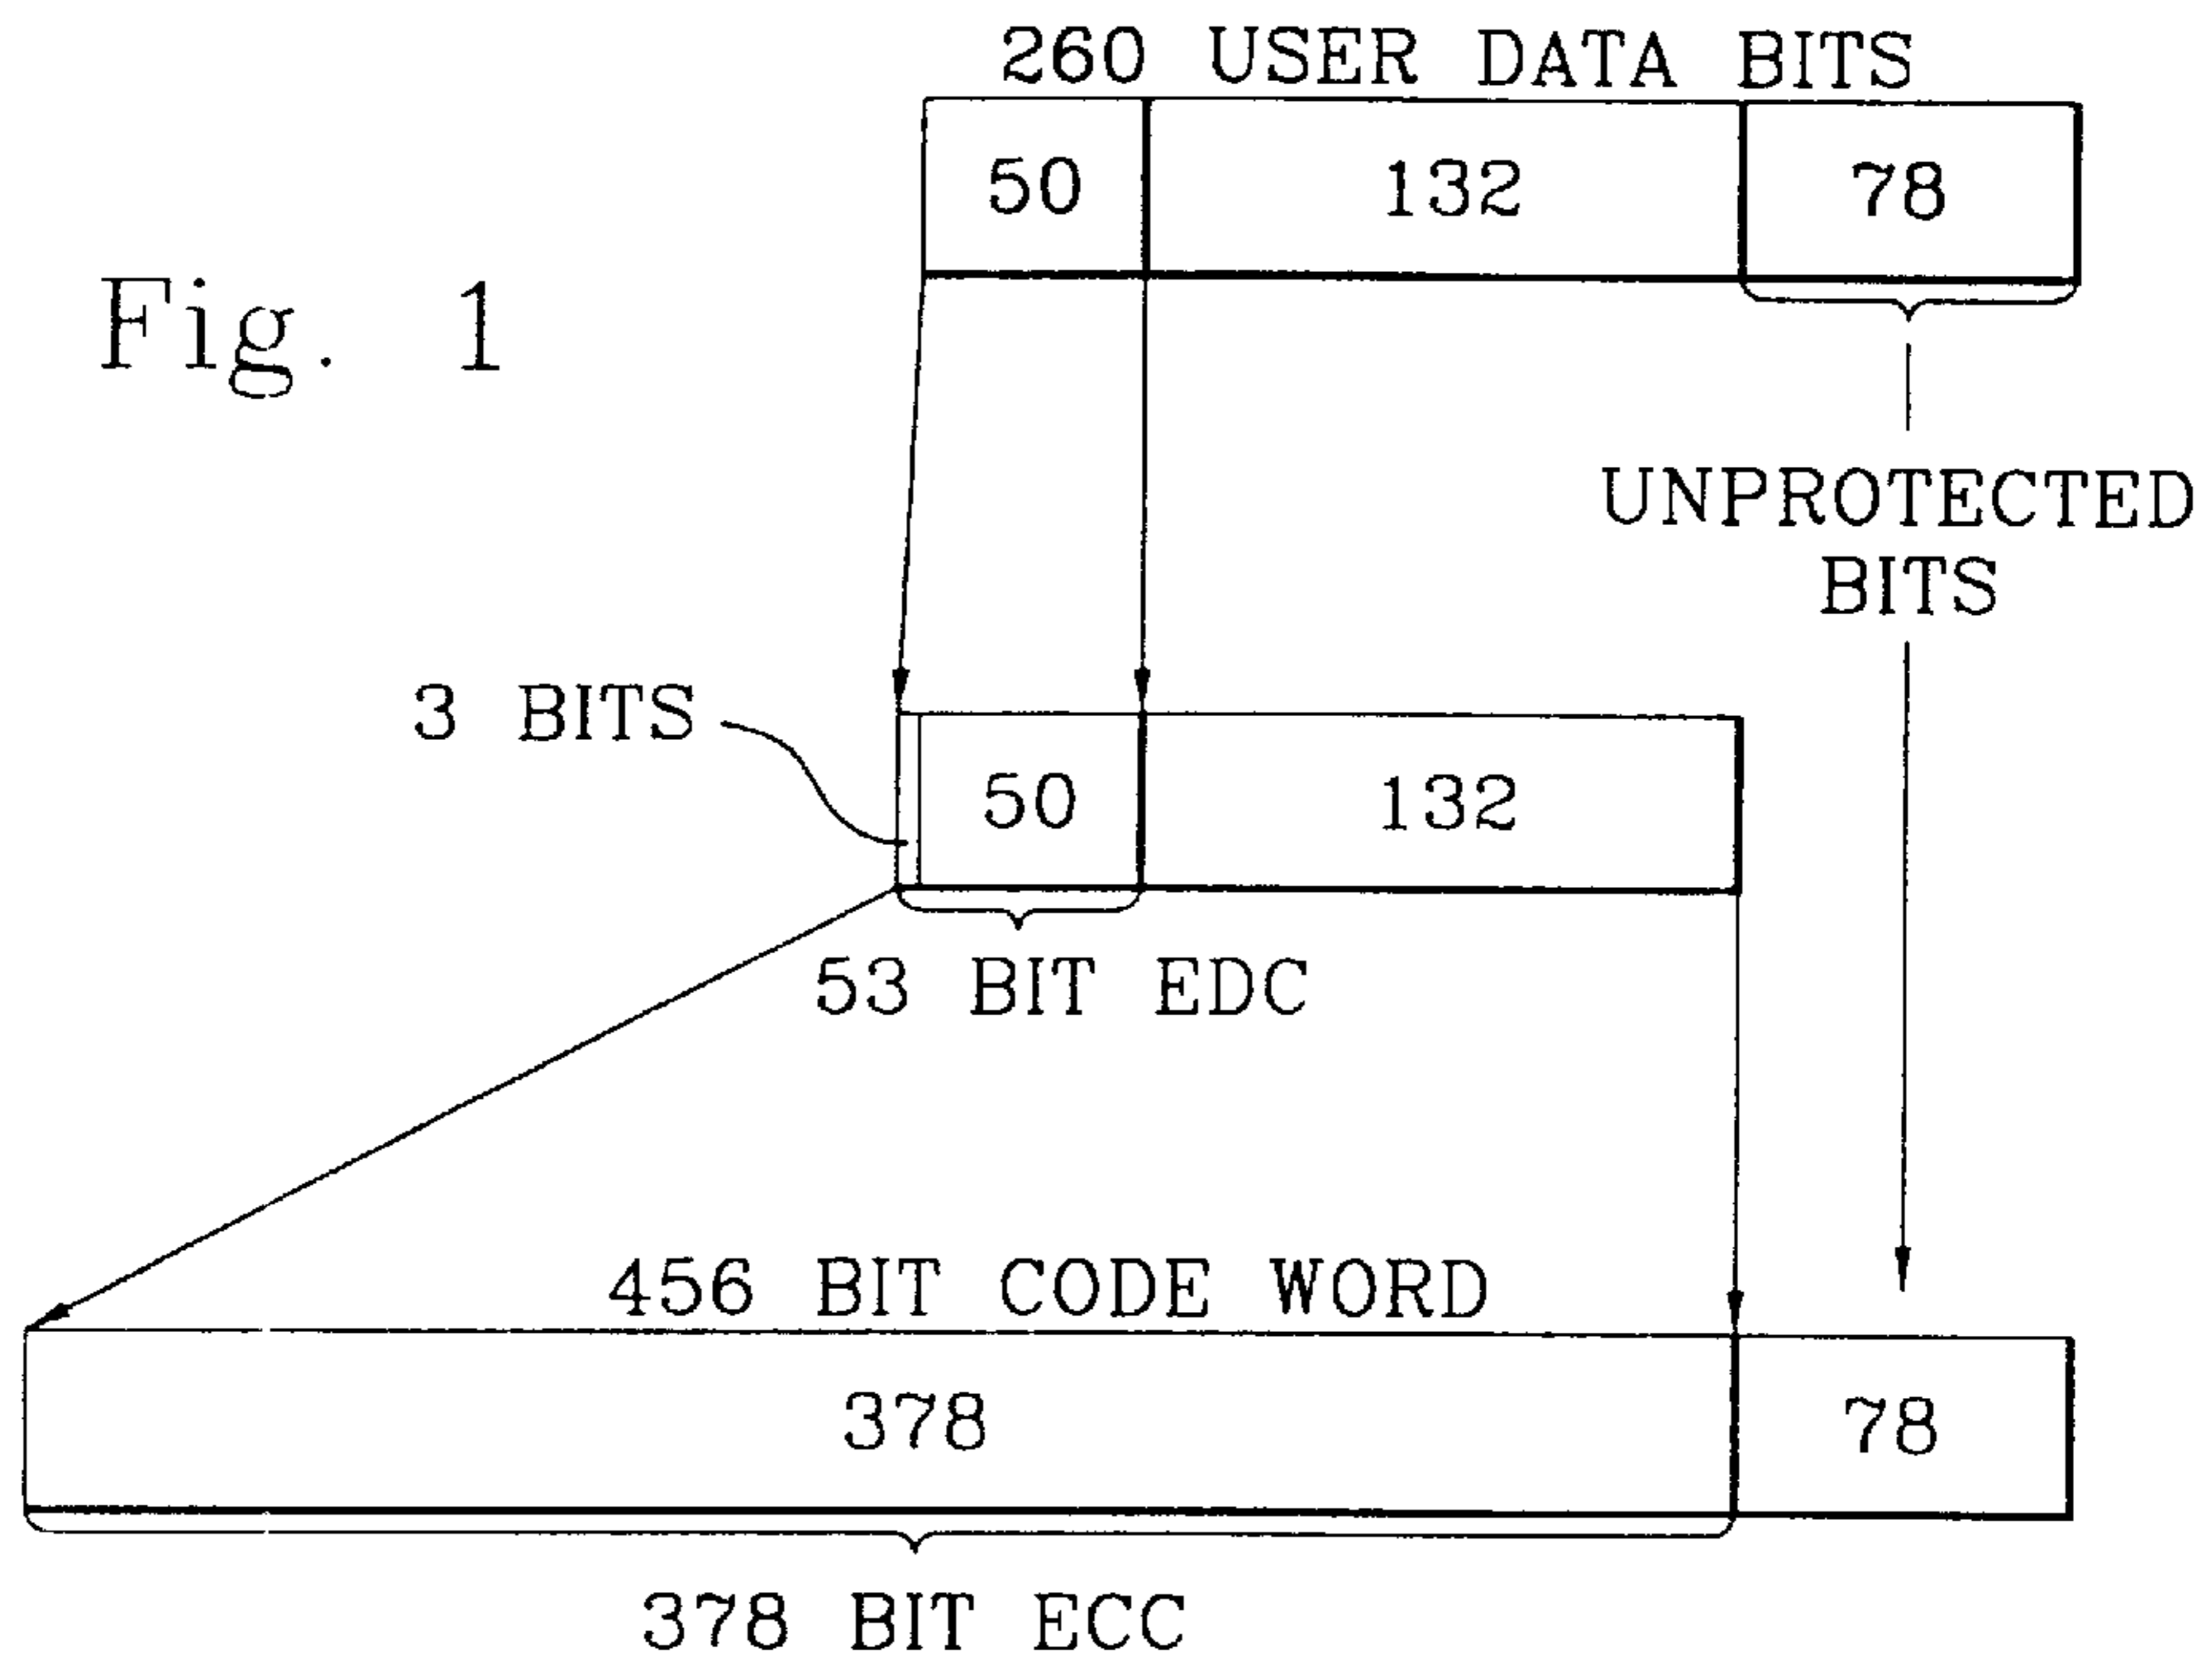 260 USER DATA BITS
50 132 78
Fig. 1
UNPROTECTED
BITS
3 BITS
50 132
53 BIT EDC
456 BIT CODE WORD
378 78
378 BIT ECC